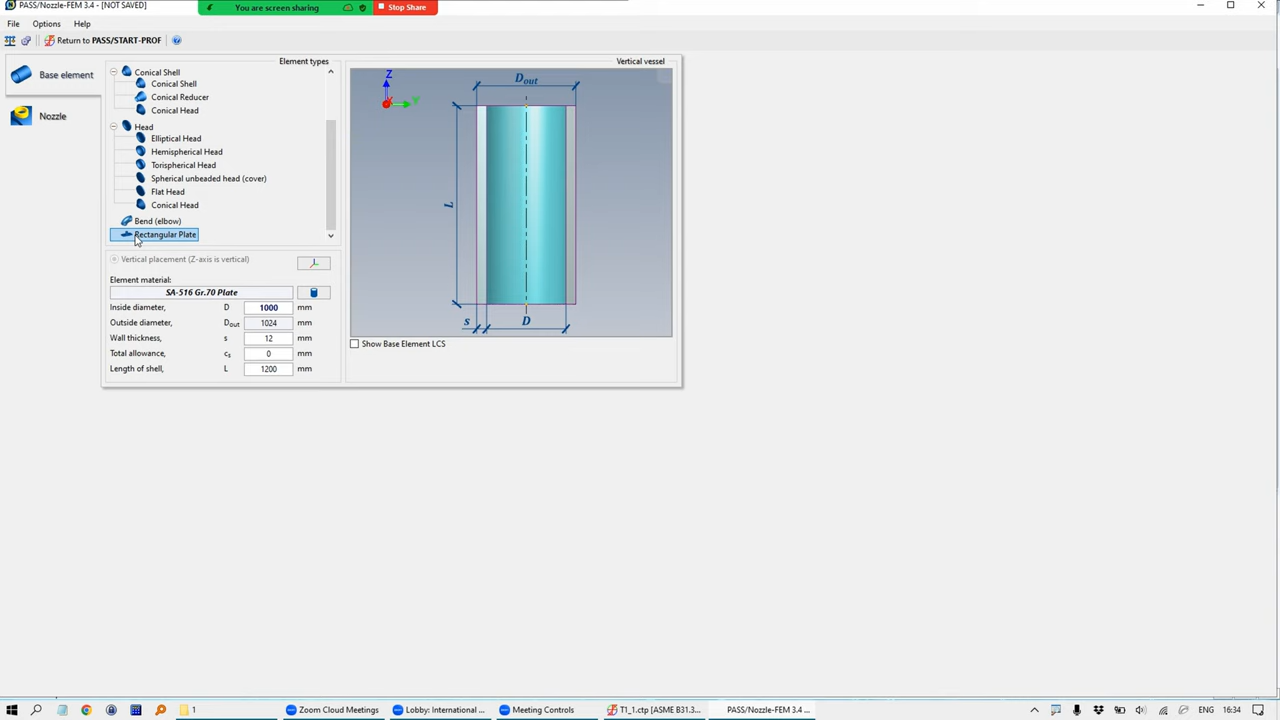 PASS/Nozzle-FEM 3.4 - [NOT SAVED]
You are screen sharing
Stop Share
File Options Help
Return to PASS/START-PROF
Base element
Nozzle
Element types
Conical Shell
Conical Shell
Conical Reducer
Conical Head
Head
Elliptical Head
Hemispherical Head
Torispherical Head
Spherical unbeaded head (cover)
Flat Head
Conical Head
Bend (elbow)
Rectangular Plate
Vertical placement (Z-axis is vertical)
Element material:
SA-516 Gr.70 Plate
Inside diameter, D 1000 mm
Outside diameter, Dout 1024 mm
Wall thickness, s 12 mm
Total allowance, cs 0 mm
Length of shell, L 1200 mm
Vertical vessel
Z
Y
Dout
L
s
D
Show Base Element LCS
1
Zoom Cloud Meetings
Lobby: International ...
Meeting Controls
T1_1.ctp [ASME B31.3...
PASS/Nozzle-FEM 3.4 ...
ENG
16:34